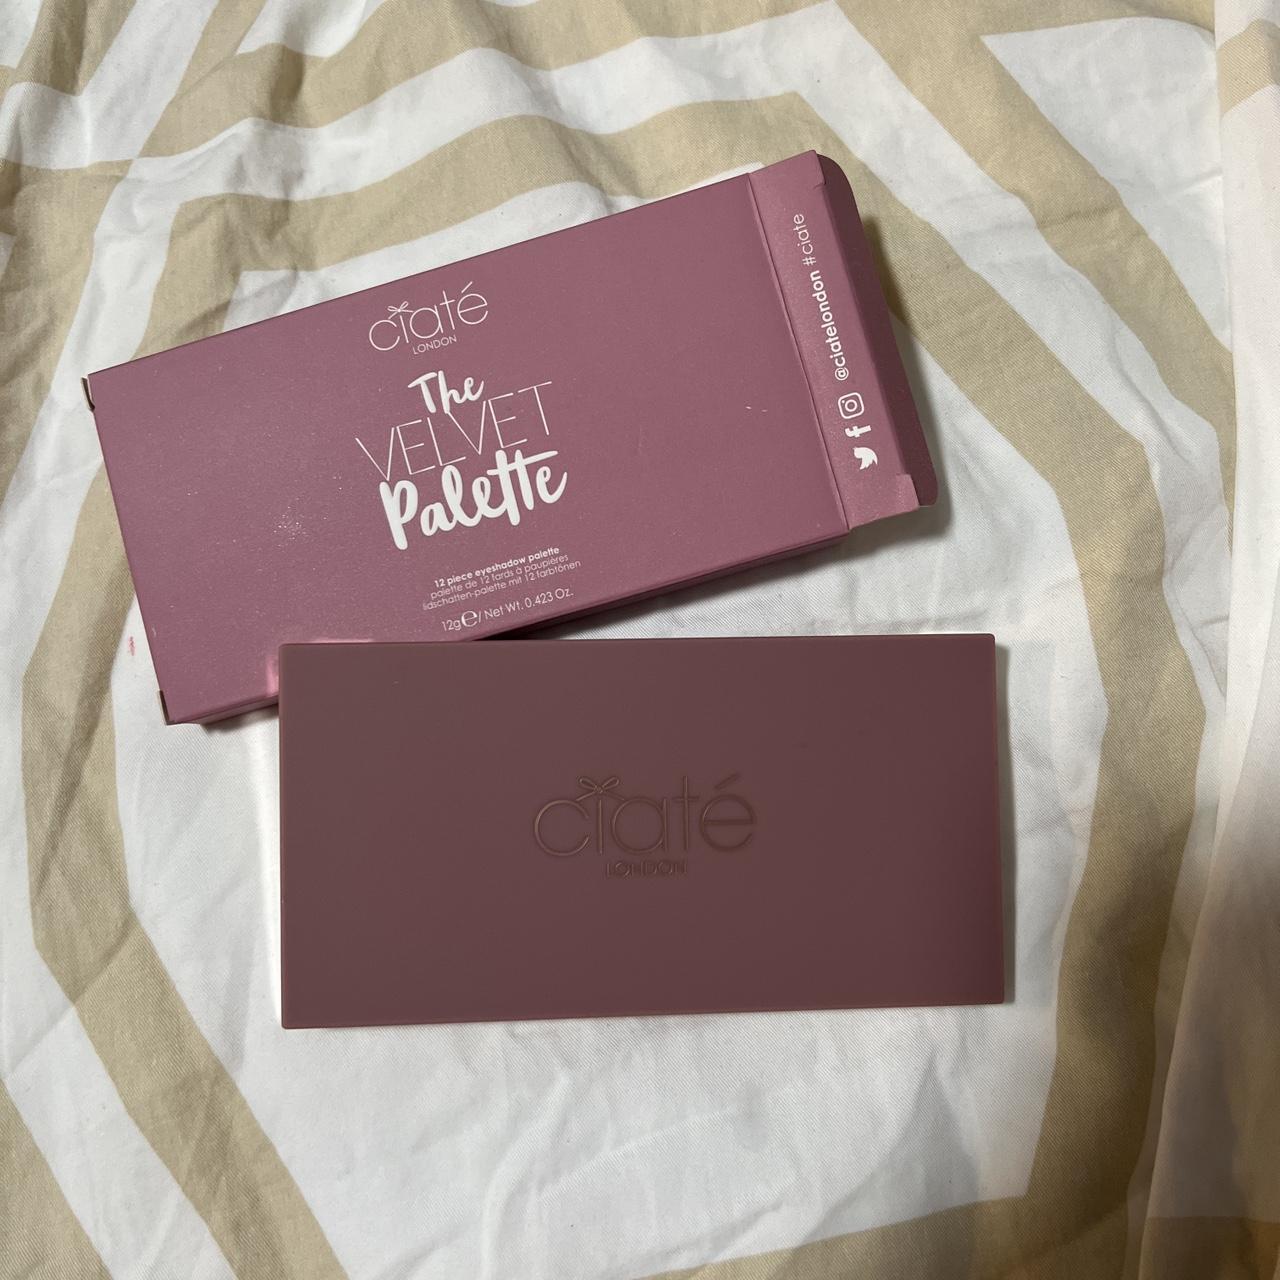 ciaté
LONDON
The
VELVET
Palette
12 piece eyeshadow palette
palette de 12 fards à paupières
lidschatten-palette mit 12 farbtönen
12g℮/ Net Wt. 0.423 Oz.
@ciatelondon #ciate
ciaté
LONDON